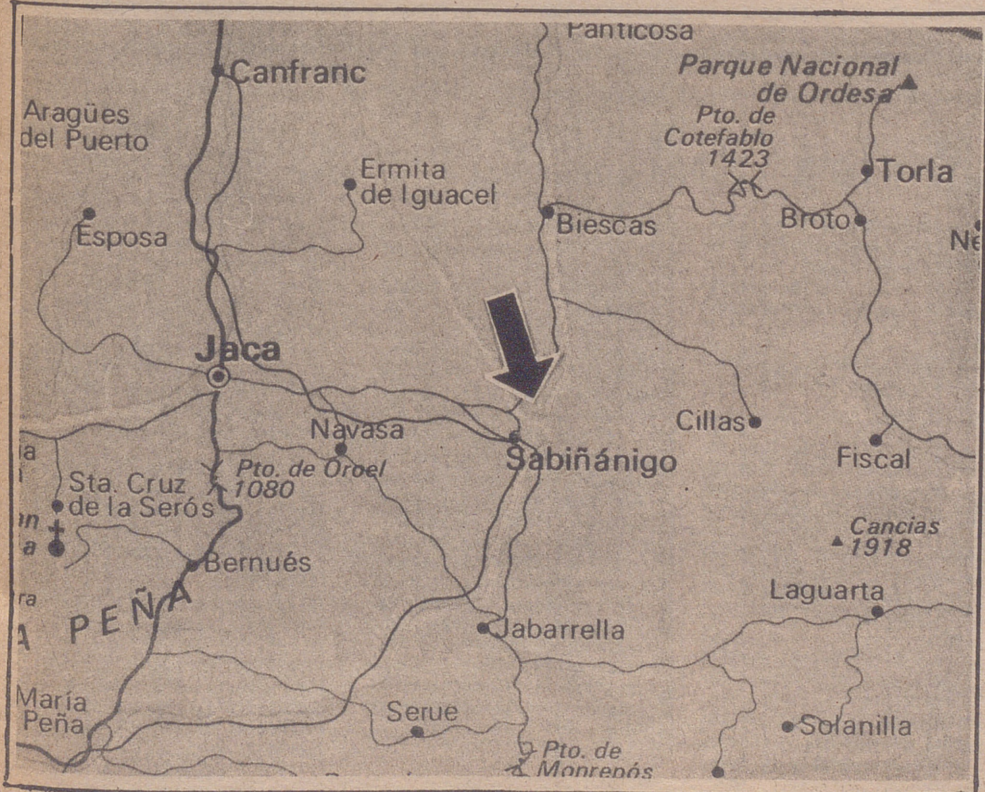 Panticosa
Canfranc
Parque Nacional
de Ordesa
Aragües
del Puerto
Pto. de
Cotefablo
1423
Ermita
de Iguacel
Torla
Esposa
Biescas
Broto
Jaca
Navasa
Cillas
Fiscal
Sabiñánigo
Pto. de Oroel
1080
Sta. Cruz
de la Serós
Cancias
1918
Bernués
Laguarta
PEÑA
Jabarrella
María
Peña
Serue
Solanilla
Pto. de
Monrepós